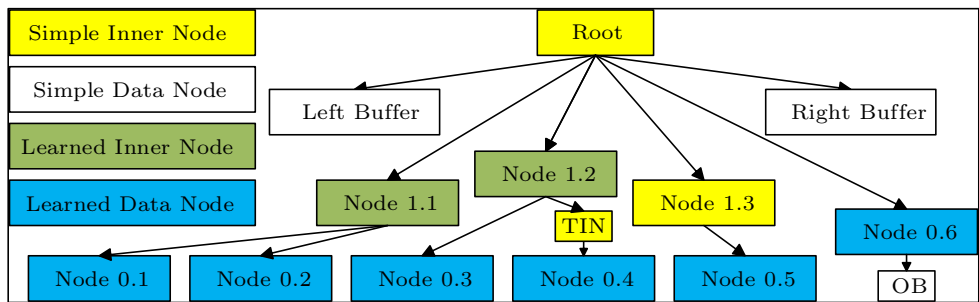 Simple Inner Node
Root
Simple Data Node
Left Buffer
Right Buffer
Learned Inner Node
Node 1.2
Learned Data Node
Node 1.1
Node 1.3
TIN
Node 0.6
Node 0.1
Node 0.2
Node 0.3
Node 0.4
Node 0.5
OB